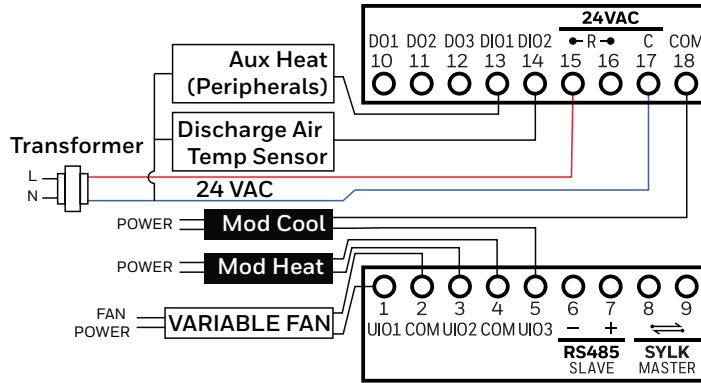 24VAC
DO1 DO2 DO3 DIO1 DIO2 R C COM
10 11 12 13 14 15 16 17 18
Aux Heat
(Peripherals)
Discharge Air
Temp Sensor
Transformer
L
N
24 VAC
POWER Mod Cool
POWER Mod Heat
FAN
POWER
VARIABLE FAN
1 2 3 4 5 6 7 8 9
UIO1 COM UIO2 COM UIO3 − +
RS485 SYLK
SLAVE MASTER